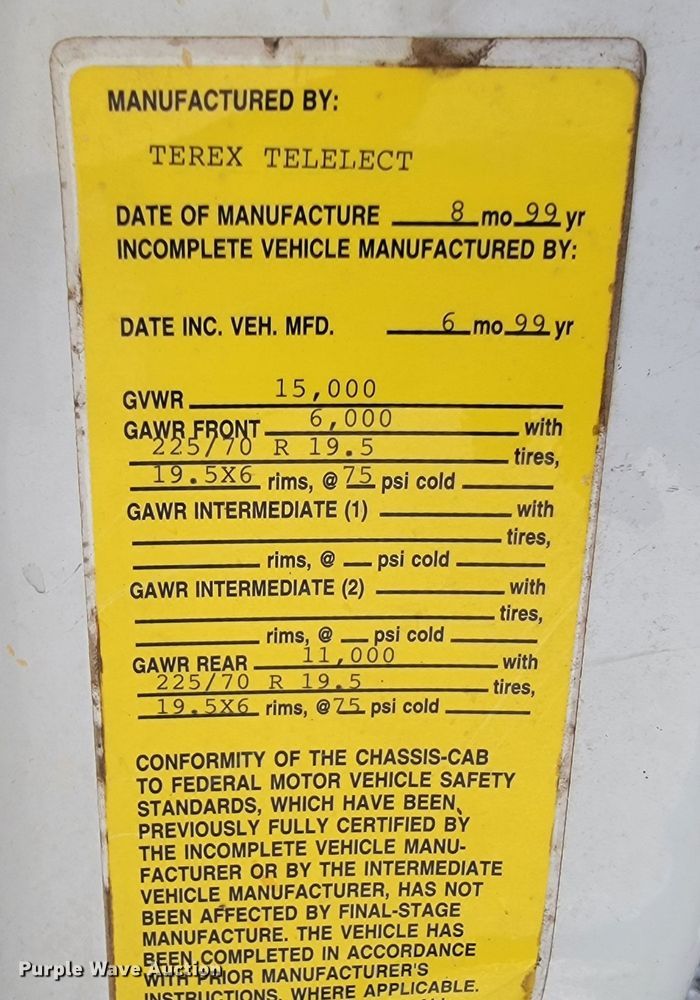 MANUFACTURED BY:
TEREX TELELECT
DATE OF MANUFACTURE 8 mo 99 yr
INCOMPLETE VEHICLE MANUFACTURED BY:
DATE INC. VEH. MFD. 6 mo 99 yr
GVWR 15,000
GAWR FRONT 6,000 with
225/70 R 19.5 tires,
19.5X6 rims, @ 75 psi cold
GAWR INTERMEDIATE (1) with
tires,
rims, @ psi cold
GAWR INTERMEDIATE (2) with
tires,
rims, @ psi cold
GAWR REAR 11,000 with
225/70 R 19.5 tires,
19.5X6 rims, @75 psi cold
CONFORMITY OF THE CHASSIS-CAB
TO FEDERAL MOTOR VEHICLE SAFETY
STANDARDS, WHICH HAVE BEEN
PREVIOUSLY FULLY CERTIFIED BY
THE INCOMPLETE VEHICLE MANU-
FACTURER OR BY THE INTERMEDIATE
VEHICLE MANUFACTURER, HAS NOT
BEEN AFFECTED BY FINAL-STAGE
MANUFACTURE. THE VEHICLE HAS
BEEN COMPLETED IN ACCORDANCE
WITH PRIOR MANUFACTURER'S
INSTRUCTIONS, WHERE APPLICABLE.
Purple Wave Auction